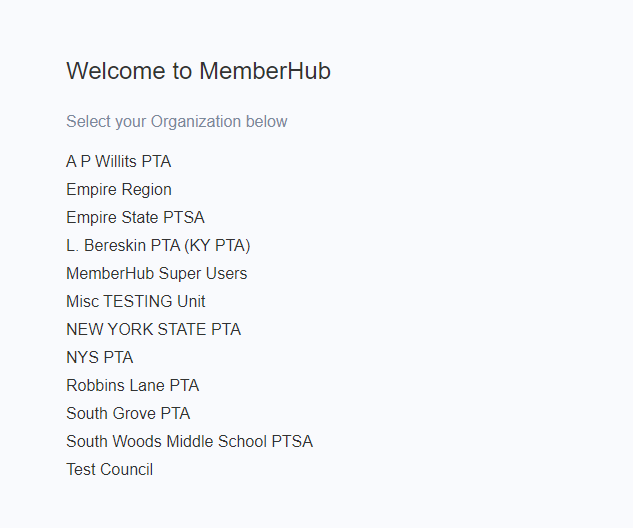 Welcome to MemberHub
Select your Organization below
A P Willits PTA
Empire Region
Empire State PTSA
L. Bereskin PTA (KY PTA)
MemberHub Super Users
Misc TESTING Unit
NEW YORK STATE PTA
NYS PTA
Robbins Lane PTA
South Grove PTA
South Woods Middle School PTSA
Test Council